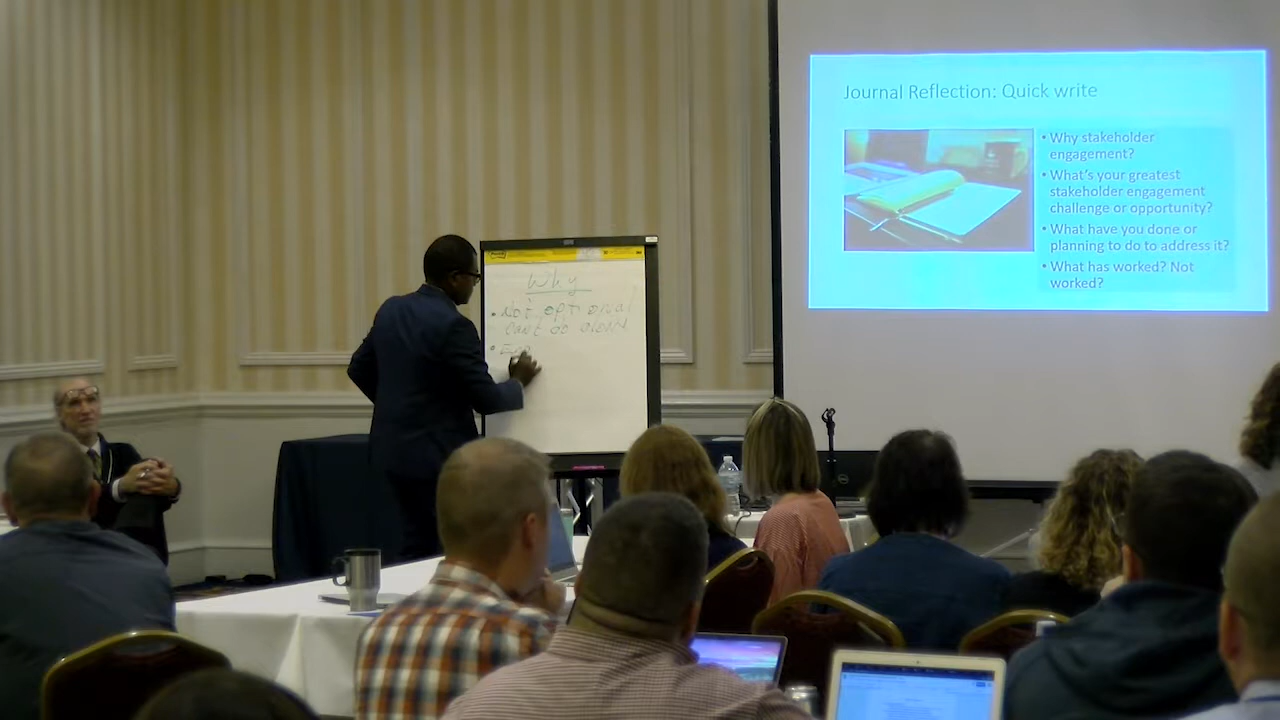 Why
• Not optional
can't do alone
•
Journal Reflection: Quick write
• Why stakeholder
engagement?
• What's your greatest
stakeholder engagement
challenge or opportunity?
• What have you done or
planning to do to address it?
• What has worked? Not
worked?